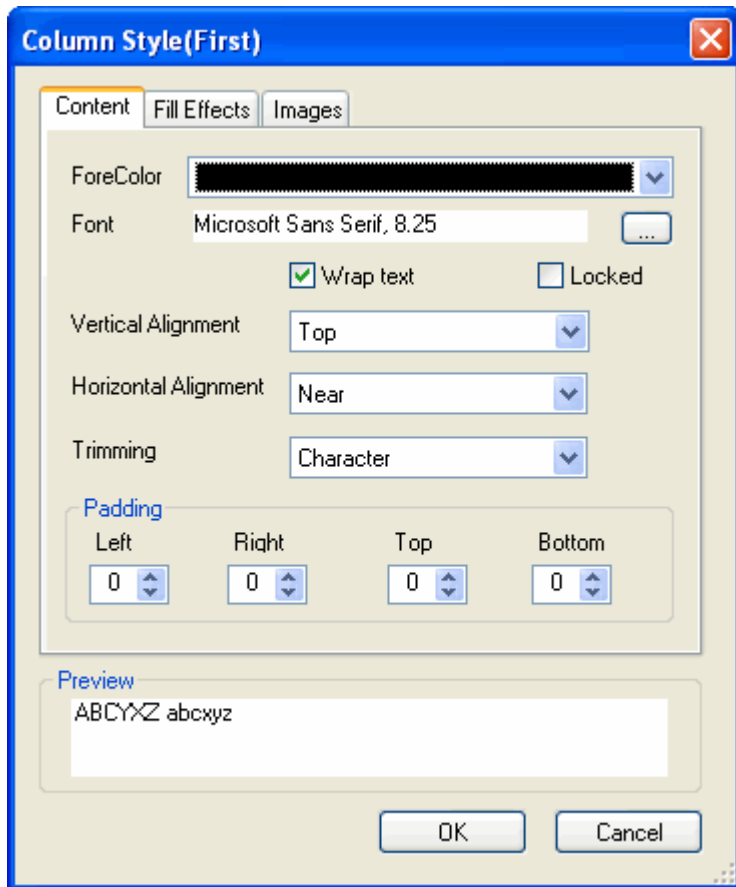 Column Style(First)
Content Fill Effects Images
ForeColor
Font Microsoft Sans Serif, 8.25 ...
Wrap text Locked
Vertical Alignment Top
Horizontal Alignment Near
Trimming Character
Padding
Left Right Top Bottom
0 0 0 0
Preview
ABCYXZ abcxyz
OK Cancel